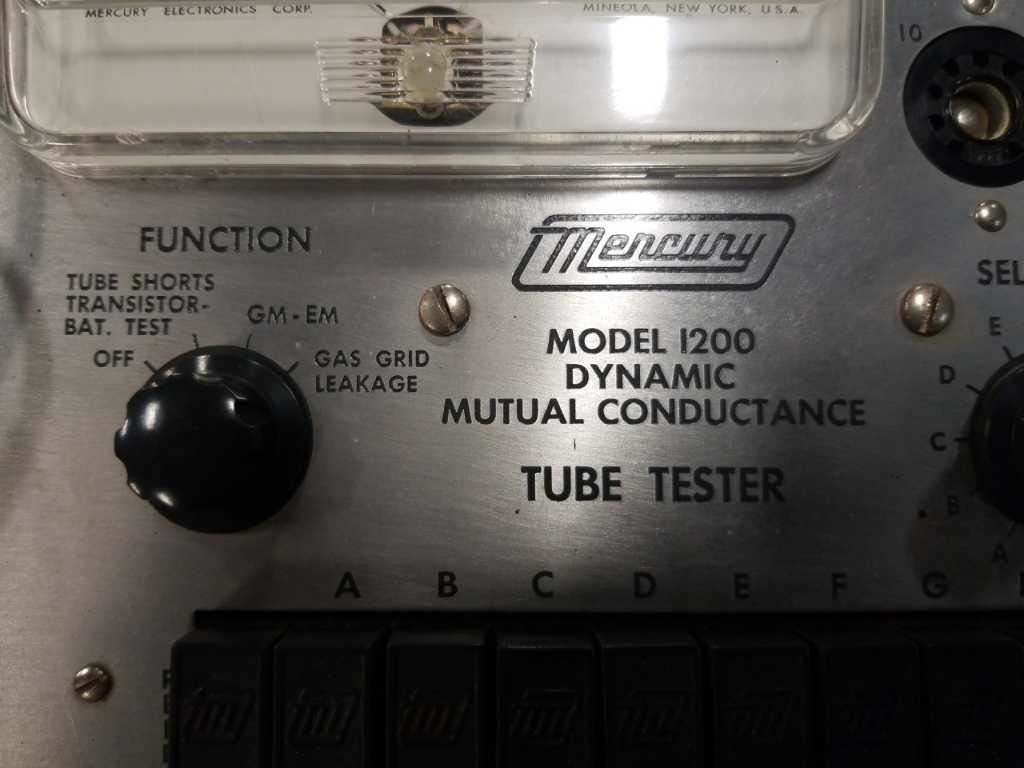 MERCURY ELECTRONICS CORP.
MINEOLA, NEW YORK, U.S.A.
10
FUNCTION
TUBE SHORTS
TRANSISTOR-
BAT. TEST
OFF
GM-EM
GAS GRID
LEAKAGE
Mercury
MODEL 1200
DYNAMIC
MUTUAL CONDUCTANCE
TUBE TESTER
SEL
E
D
C
B
A
A B C D E F G
m m m m m m m m